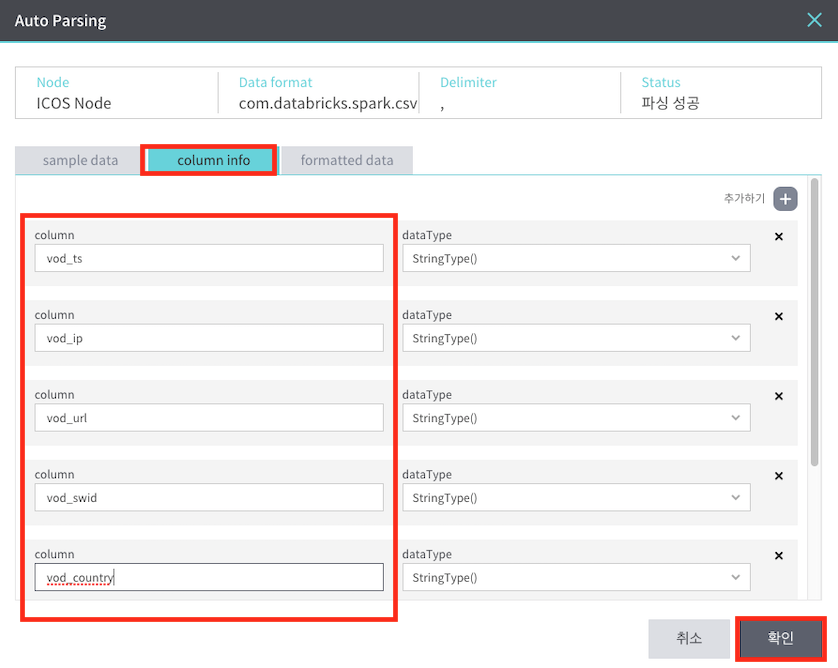 Auto Parsing
Node Data format Delimiter Status
ICOS Node com.databricks.spark.csv , 파싱 성공
sample data column info formatted data
추가하기 +
column dataType
vod_ts StringType()
column dataType
vod_ip StringType()
column dataType
vod_url StringType()
column dataType
vod_swid StringType()
column dataType
vod_country StringType()
취소 확인